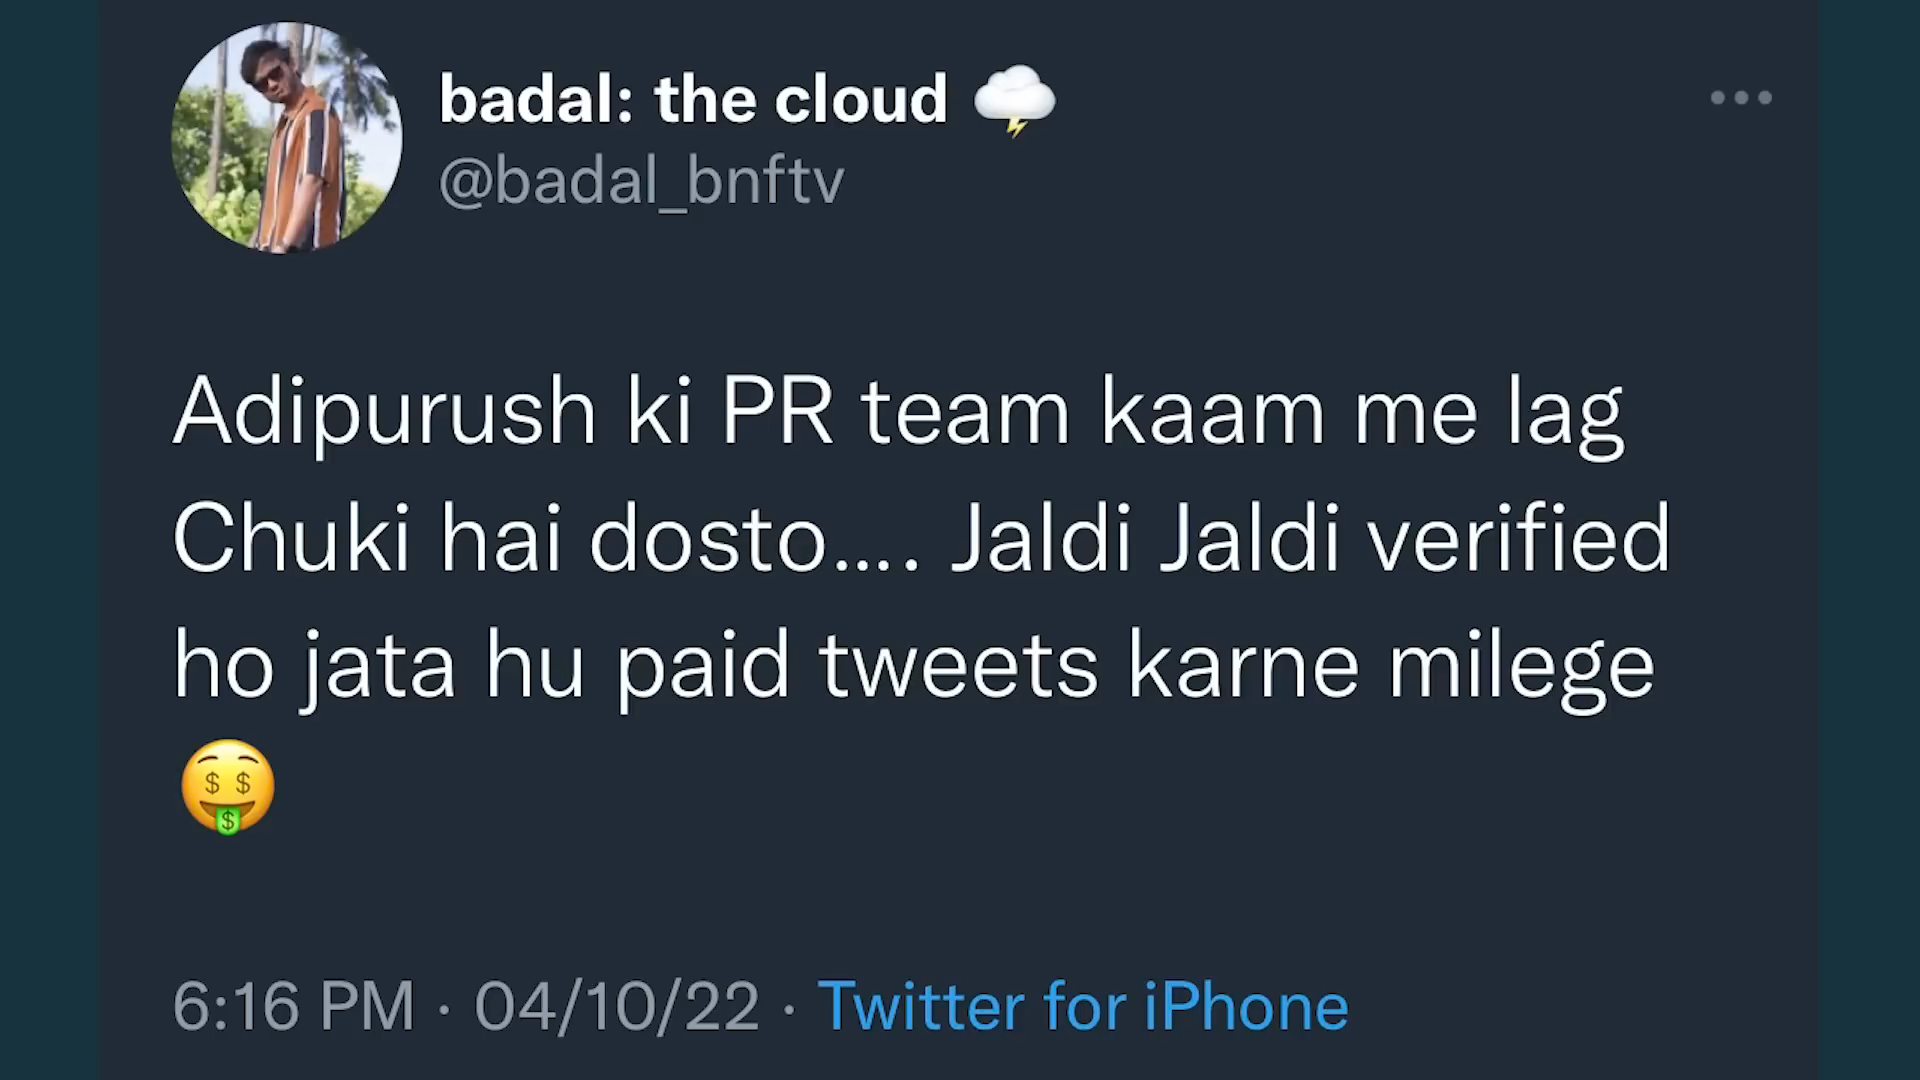 badal: the cloud 🌩️
@badal_bnftv
Adipurush ki PR team kaam me lag
Chuki hai dosto.... Jaldi Jaldi verified
ho jata hu paid tweets karne milege
🤑
6:16 PM · 04/10/22 · Twitter for iPhone